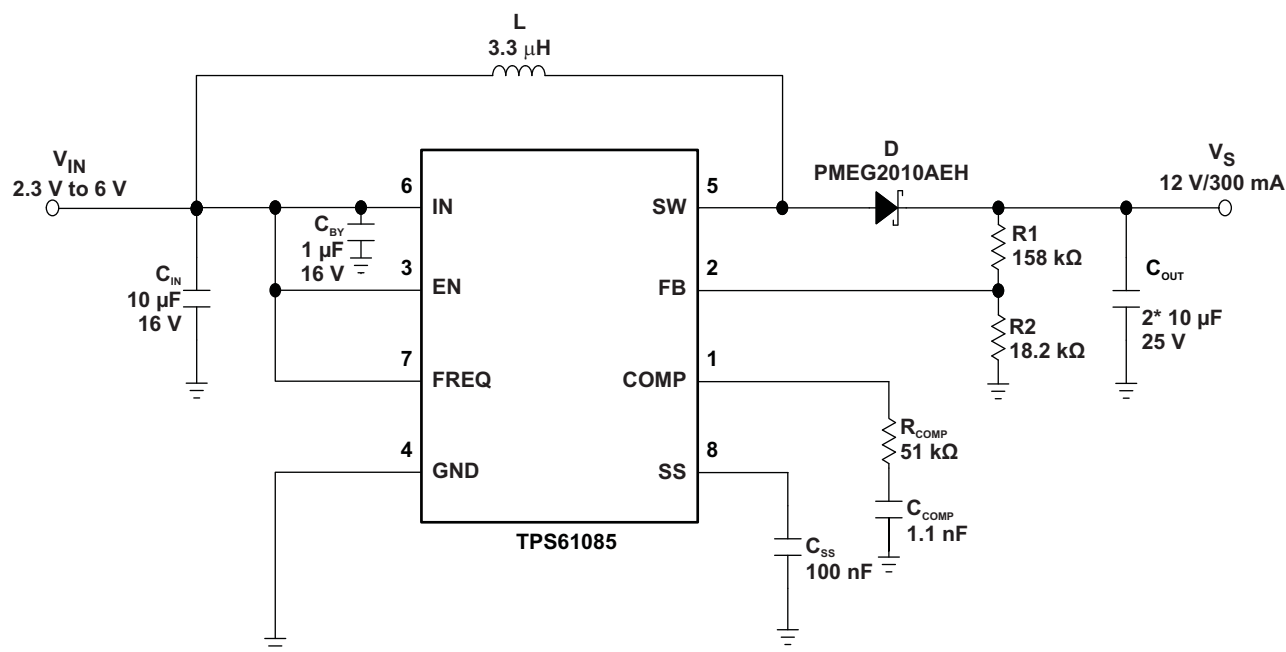 L
3.3 μH
V_IN
2.3 V to 6 V
D
PMEG2010AEH
V_S
12 V/300 mA
6
IN
5
SW
C_BY
1 µF
16 V
R1
158 kΩ
C_IN
10 µF
16 V
3
EN
2
FB
C_OUT
2* 10 µF
25 V
R2
18.2 kΩ
7
FREQ
1
COMP
R_COMP
51 kΩ
4
GND
8
SS
C_COMP
1.1 nF
TPS61085
C_SS
100 nF